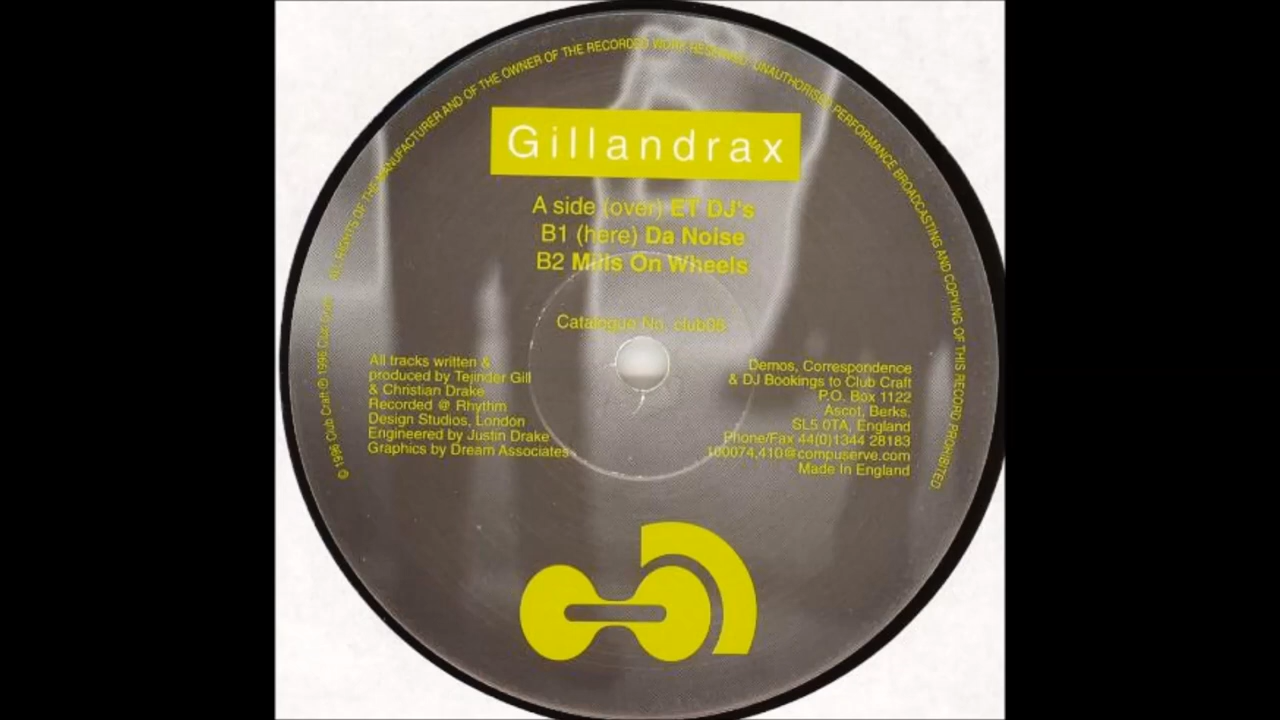 ALL RIGHTS OF THE MANUFACTURER AND OF THE OWNER OF THE RECORDED WORK RESERVED. UNAUTHORISED PERFORMANCE BROADCASTING AND COPYING OF THIS RECORD PROHIBITED.
Gillandrax
A side (over) ET DJ's
B1 (here) Da Noise
B2 Mills On Wheels
Catalogue No. club08
All tracks written &
produced by Tejinder Gill
& Christian Drake
Recorded @ Rhythm
Design Studios, London
Engineered by Justin Drake
Graphics by Dream Associates
Demos, Correspondence
& DJ Bookings to Club Craft
P.O. Box 1122
Ascot, Berks.
SL5 0TA, England
Phone/Fax 44(0)1344 28183
100074,410@compuserve.com
Made In England
© 1996 Club Craft ℗ 1996 Club Craft